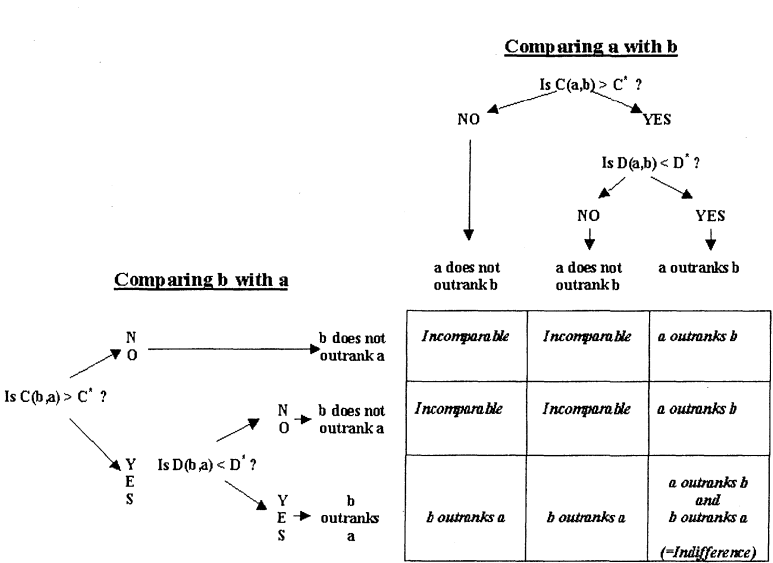 Comparing a with b
Is C(a,b) > C* ?
NO
YES
Is D(a,b) < D* ?
NO
YES
a does not
outrank b
a does not
outrank b
a outranks b
Comparing b with a
Is C(b,a) > C* ?
N
O
b does not
outrank a
Y
E
S
Is D(b,a) < D* ?
N
O
b does not
outrank a
Y
E
S
b
outranks
a
Incomparable
Incomparable
a outranks b
Incomparable
Incomparable
a outranks b
b outranks a
b outranks a
a outranks b
and
b outranks a
(=Indifference)